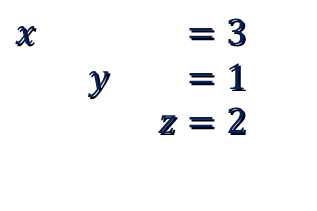 x = 3
y = 1
z = 2